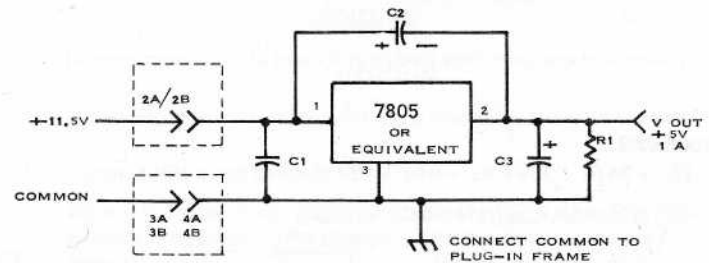 C2
+ −
2A/2B
1
7805
OR
EQUIVALENT
2
+11.5V
V OUT
+5V
1 A
C1
3
+
C3
R1
COMMON
3A 4A
3B 4B
CONNECT COMMON TO
PLUG-IN FRAME